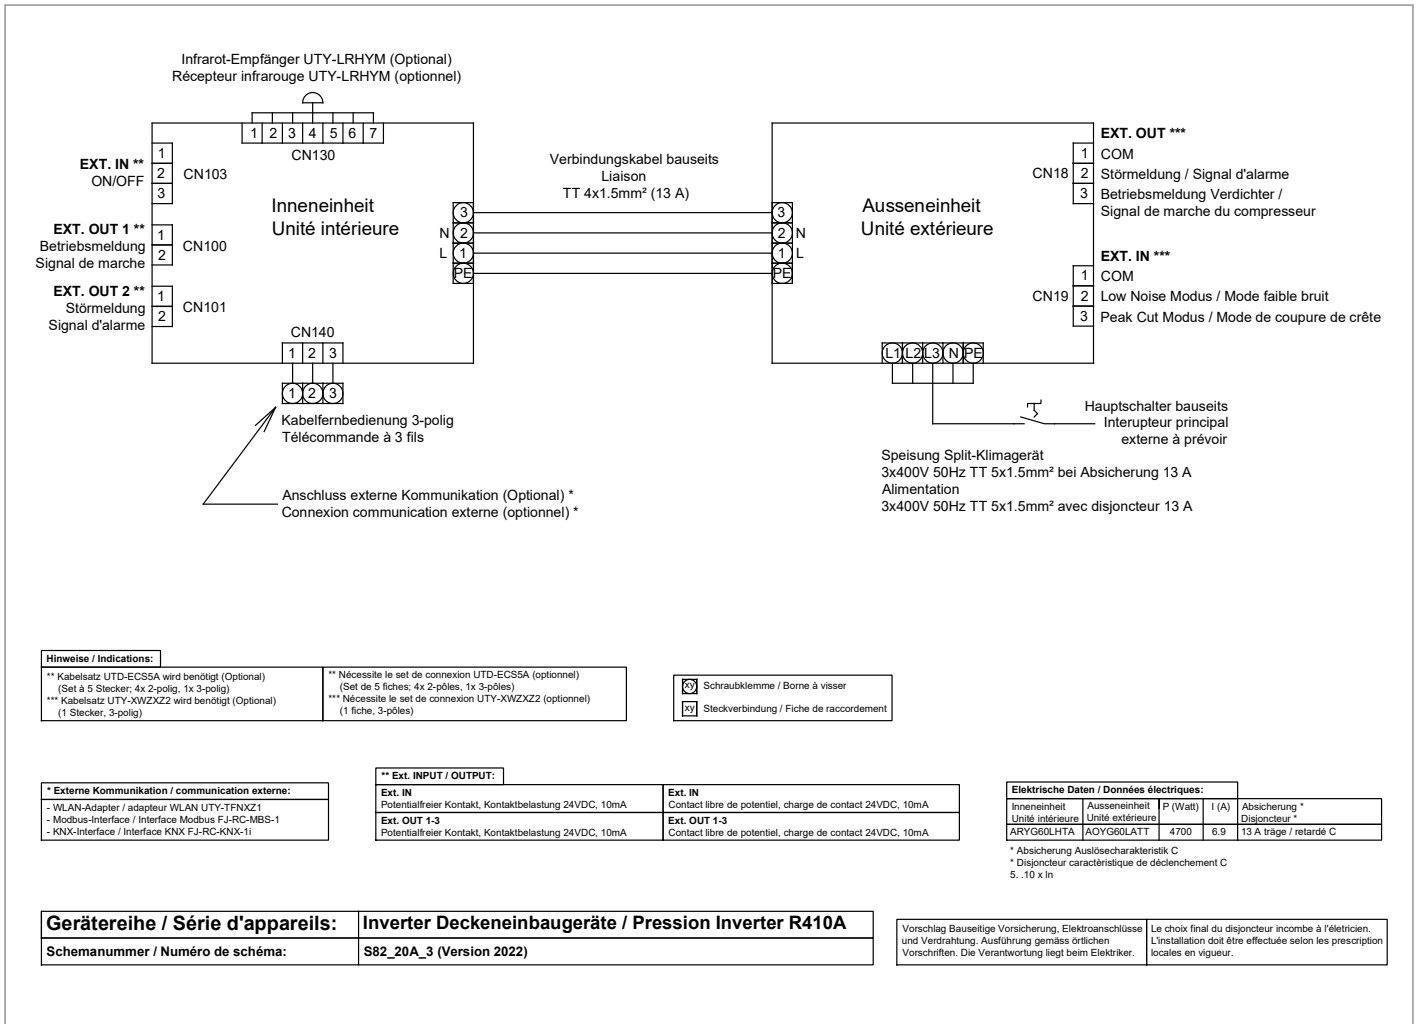 Infrarot-Empfänger UTY-LRHYM (Optional)
Récepteur infrarouge UTY-LRHYM (optionnel)
1 2 3 4 5 6 7
CN130
EXT. IN **
ON/OFF
1
2
3
CN103
EXT. OUT 1 **
Betriebsmeldung
Signal de marche
1
2
CN100
EXT. OUT 2 **
Störmeldung
Signal d'alarme
1
2
CN101
Inneneinheit
Unité intérieure
3
N 2
L 1
PE
CN140
1 2 3
1 2 3
Kabelfernbedienung 3-polig
Télécommande à 3 fils
Anschluss externe Kommunikation (Optional) *
Connexion communication externe (optionnel) *
Verbindungskabel bauseits
Liaison
TT 4x1.5mm² (13 A)
3
2 N
1 L
PE
Ausseneinheit
Unité extérieure
EXT. OUT ***
CN18
1 COM
2 Störmeldung / Signal d'alarme
3 Betriebsmeldung Verdichter /
Signal de marche du compresseur
EXT. IN ***
CN19
1 COM
2 Low Noise Modus / Mode faible bruit
3 Peak Cut Modus / Mode de coupure de crête
L1 L2 L3 N PE
Hauptschalter bauseits
Interupteur principal
externe à prévoir
Speisung Split-Klimagerät
3x400V 50Hz TT 5x1.5mm² bei Absicherung 13 A
Alimentation
3x400V 50Hz TT 5x1.5mm² avec disjoncteur 13 A
Hinweise / Indications:
** Kabelsatz UTD-ECS5A wird benötigt (Optional)
(Set à 5 Stecker; 4x 2-polig, 1x 3-polig)
*** Kabelsatz UTY-XWZXZ2 wird benötigt (Optional)
(1 Stecker, 3-polig)
** Nécessite le set de connexion UTD-ECS5A (optionnel)
(Set de 5 fiches; 4x 2-pôles, 1x 3-pôles)
*** Nécessite le set de connexion UTY-XWZXZ2 (optionnel)
(1 fiche, 3-pôles)
xy Schraubklemme / Borne à visser
xy Steckverbindung / Fiche de raccordement
* Externe Kommunikation / communication externe:
- WLAN-Adapter / adapteur WLAN UTY-TFNXZ1
- Modbus-Interface / Interface Modbus FJ-RC-MBS-1
- KNX-Interface / Interface KNX FJ-RC-KNX-1i
** Ext. INPUT / OUTPUT:
Ext. IN
Potentialfreier Kontakt, Kontaktbelastung 24VDC, 10mA
Ext. IN
Contact libre de potentiel, charge de contact 24VDC, 10mA
Ext. OUT 1-3
Potentialfreier Kontakt, Kontaktbelastung 24VDC, 10mA
Ext. OUT 1-3
Contact libre de potentiel, charge de contact 24VDC, 10mA
Elektrische Daten / Données électriques:
Inneneinheit Ausseneinheit P (Watt) I (A) Absicherung *
Unité intérieure Unité extérieure Disjoncteur *
ARYG60LHTA AOYG60LATT 4700 6.9 13 A träge / retardé C
* Absicherung Auslösecharakteristik C
* Disjoncteur caractèristique de déclenchement C
5. .10 x In
Gerätereihe / Série d'appareils: Inverter Deckeneinbaugeräte / Pression Inverter R410A
Schemanummer / Numéro de schéma: S82_20A_3 (Version 2022)
Vorschlag Bauseitige Vorsicherung, Elektroanschlüsse
und Verdrahtung. Ausführung gemäss örtlichen
Vorschriften. Die Verantwortung liegt beim Elektriker.
Le choix final du disjoncteur incombe à l'életricien.
L'installation doit être effectuée selon les prescription
locales en vigueur.